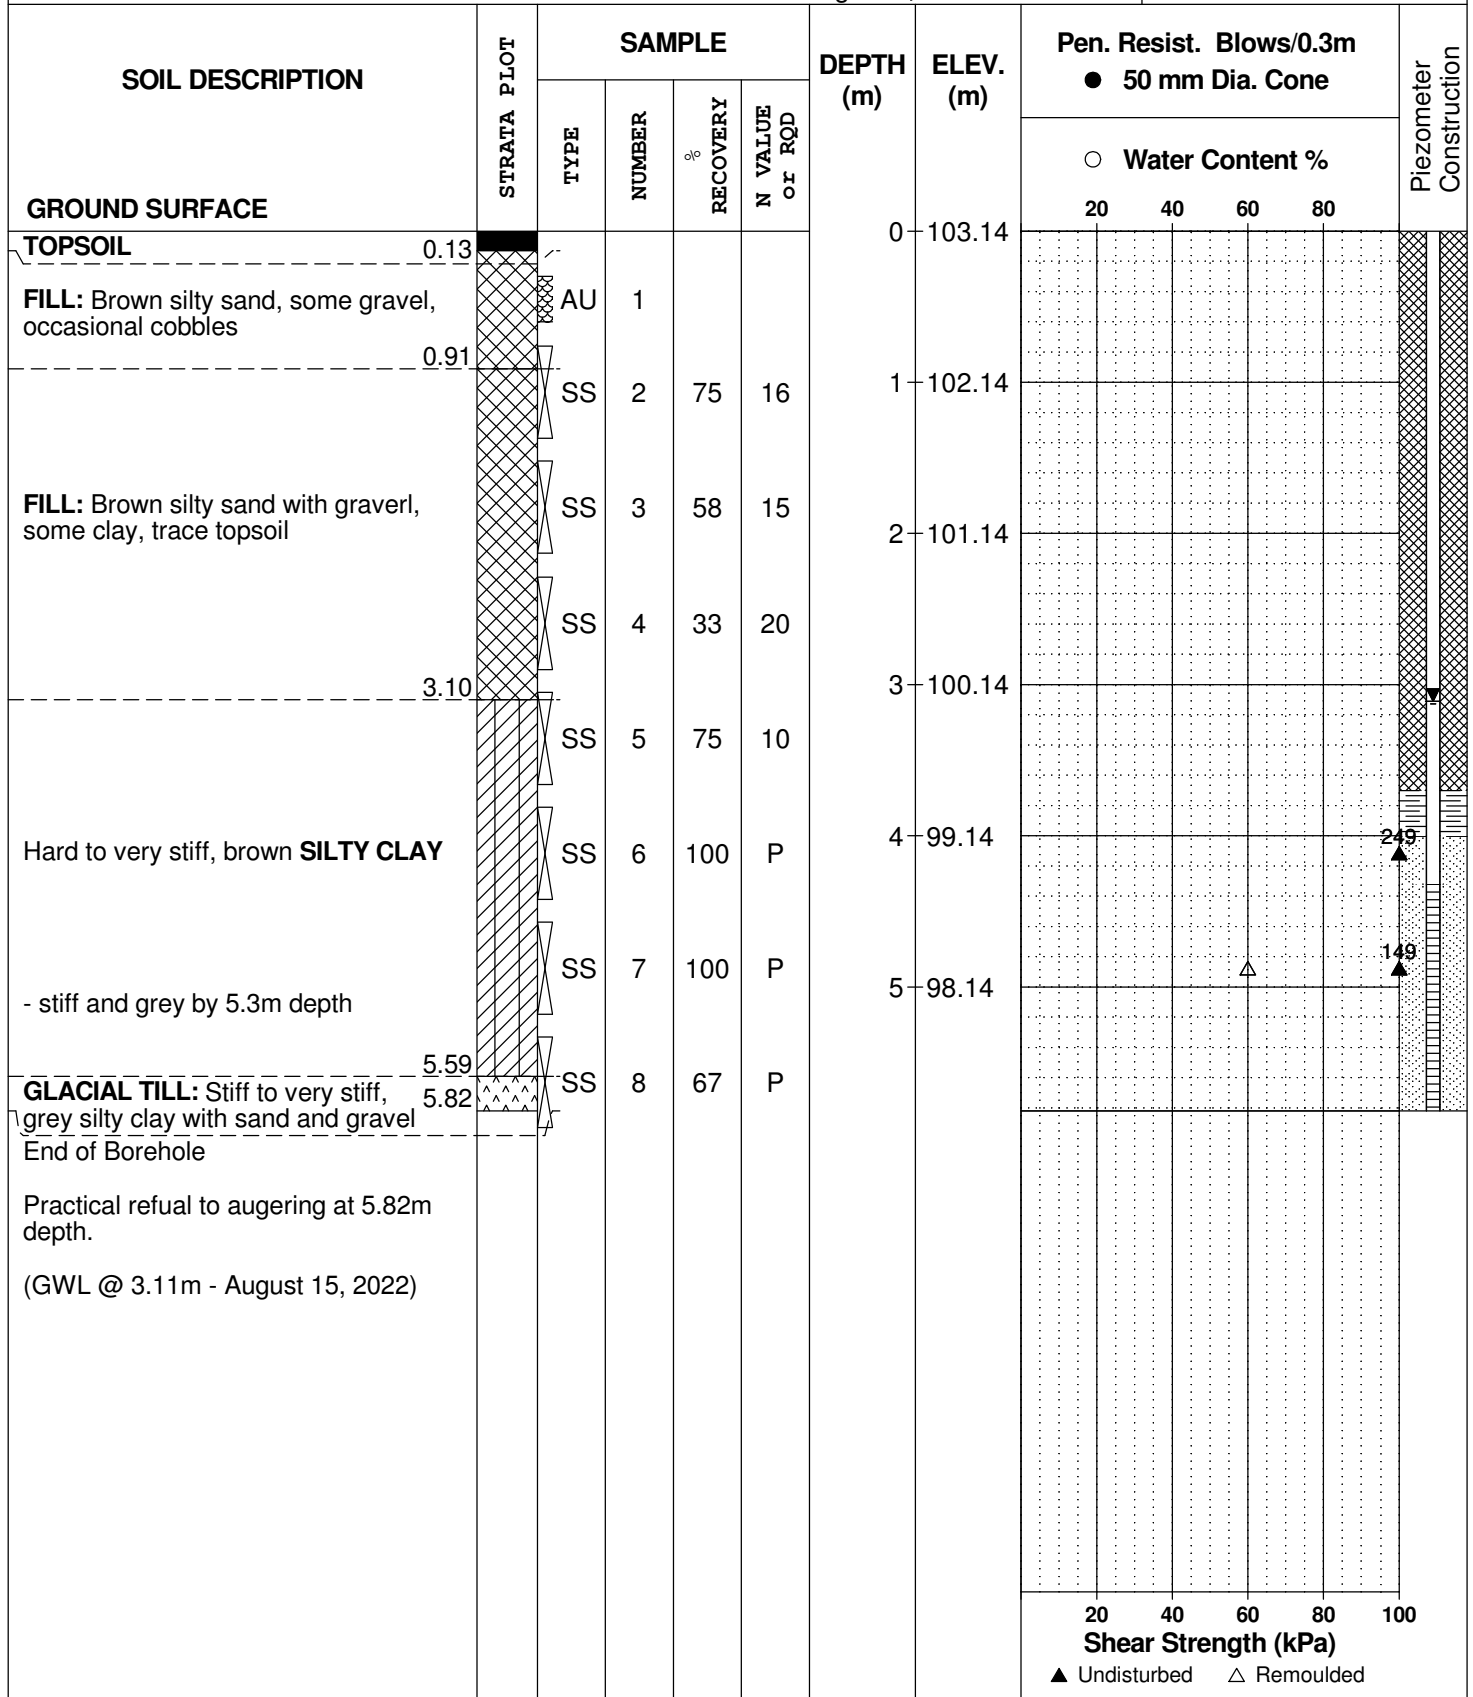 SOIL DESCRIPTION
GROUND SURFACE
STRATA PLOT
SAMPLE
TYPE
NUMBER
%
RECOVERY
N VALUE
or RQD
DEPTH
(m)
ELEV.
(m)
Pen. Resist. Blows/0.3m
● 50 mm Dia. Cone
○ Water Content %
20 40 60 80
Piezometer
Construction
0 103.14
TOPSOIL 0.13
FILL: Brown silty sand, some gravel,
occasional cobbles
AU 1
0.91
1 102.14
SS 2 75 16
FILL: Brown silty sand with graverl,
some clay, trace topsoil
SS 3 58 15
2 101.14
SS 4 33 20
3.10
3 100.14
SS 5 75 10
4 99.14
249
Hard to very stiff, brown SILTY CLAY
SS 6 100 P
149
SS 7 100 P
5 98.14
- stiff and grey by 5.3m depth
5.59
GLACIAL TILL: Stiff to very stiff,
grey silty clay with sand and gravel
5.82
SS 8 67 P
End of Borehole
Practical refual to augering at 5.82m
depth.
(GWL @ 3.11m - August 15, 2022)
20 40 60 80 100
Shear Strength (kPa)
▲ Undisturbed △ Remoulded